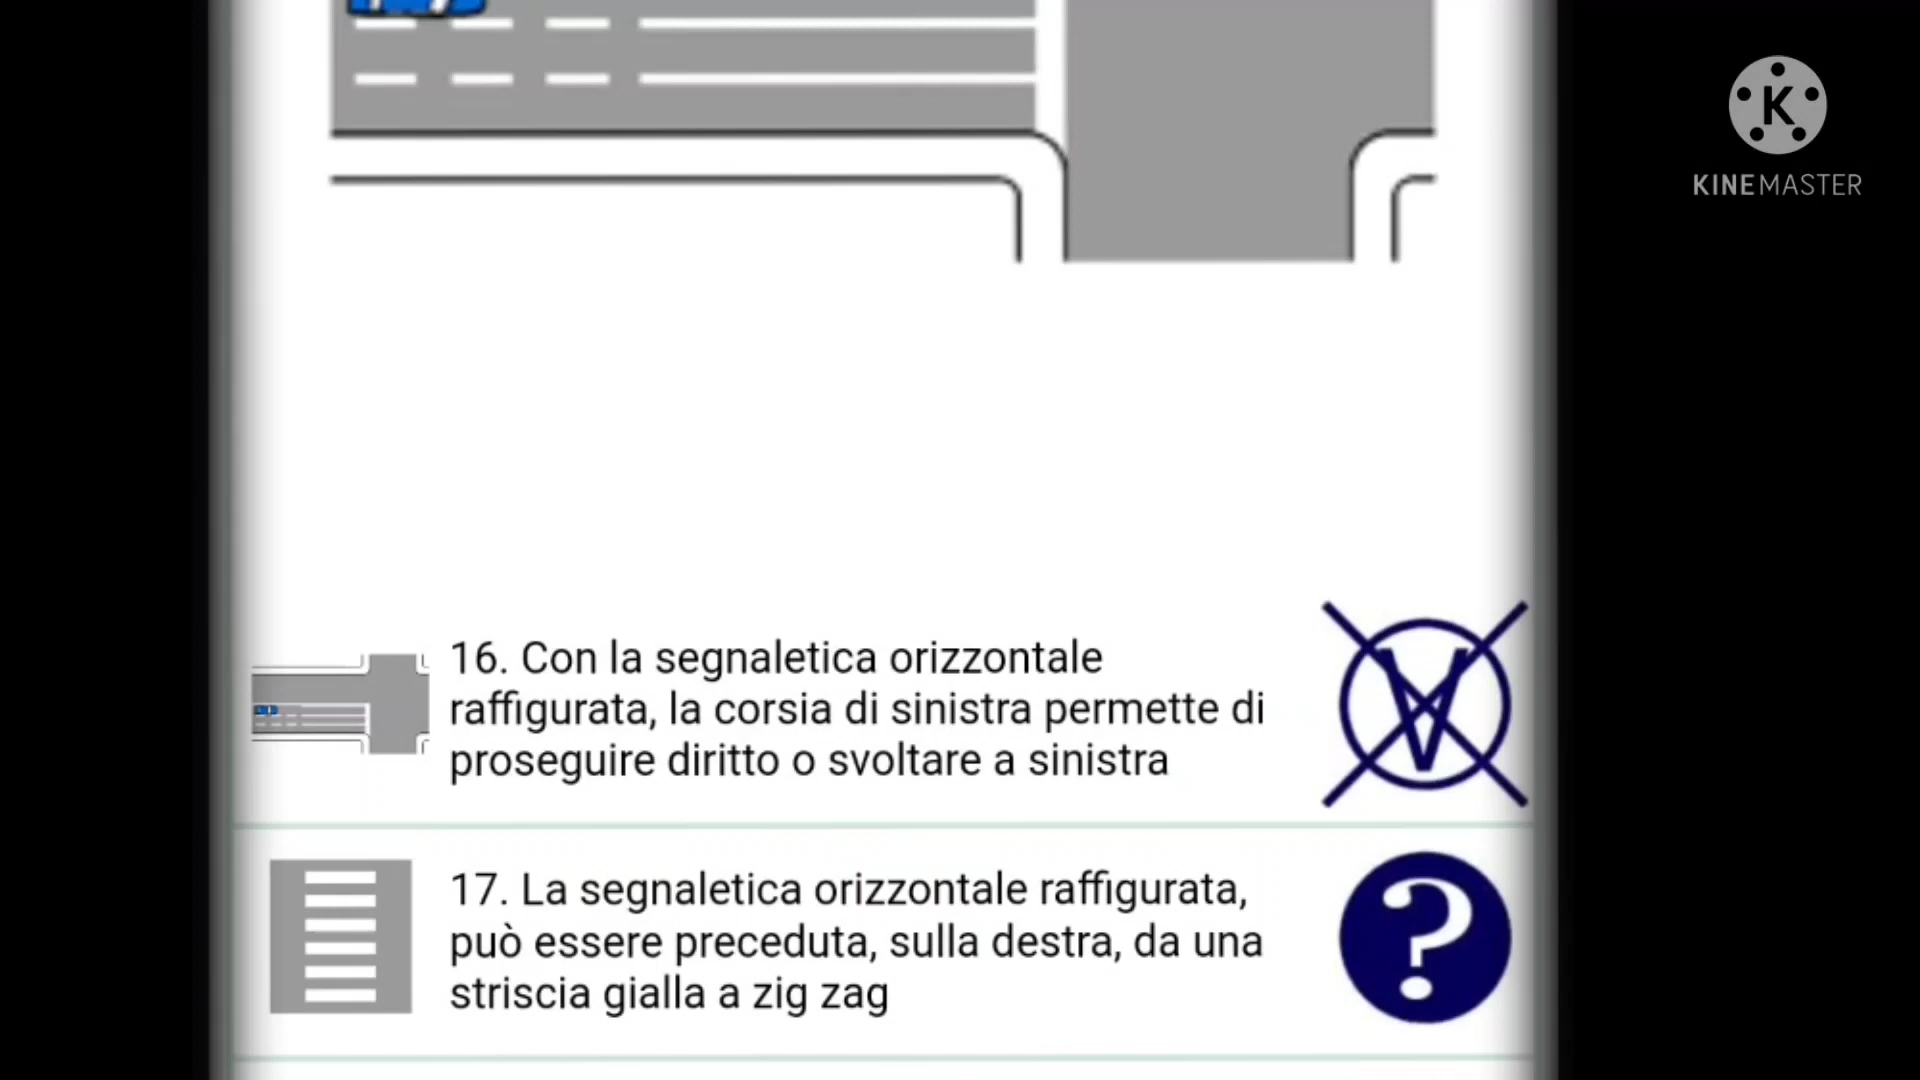 K
KINEMASTER
16. Con la segnaletica orizzontale
raffigurata, la corsia di sinistra permette di
proseguire diritto o svoltare a sinistra
V
17. La segnaletica orizzontale raffigurata,
può essere preceduta, sulla destra, da una
striscia gialla a zig zag
?